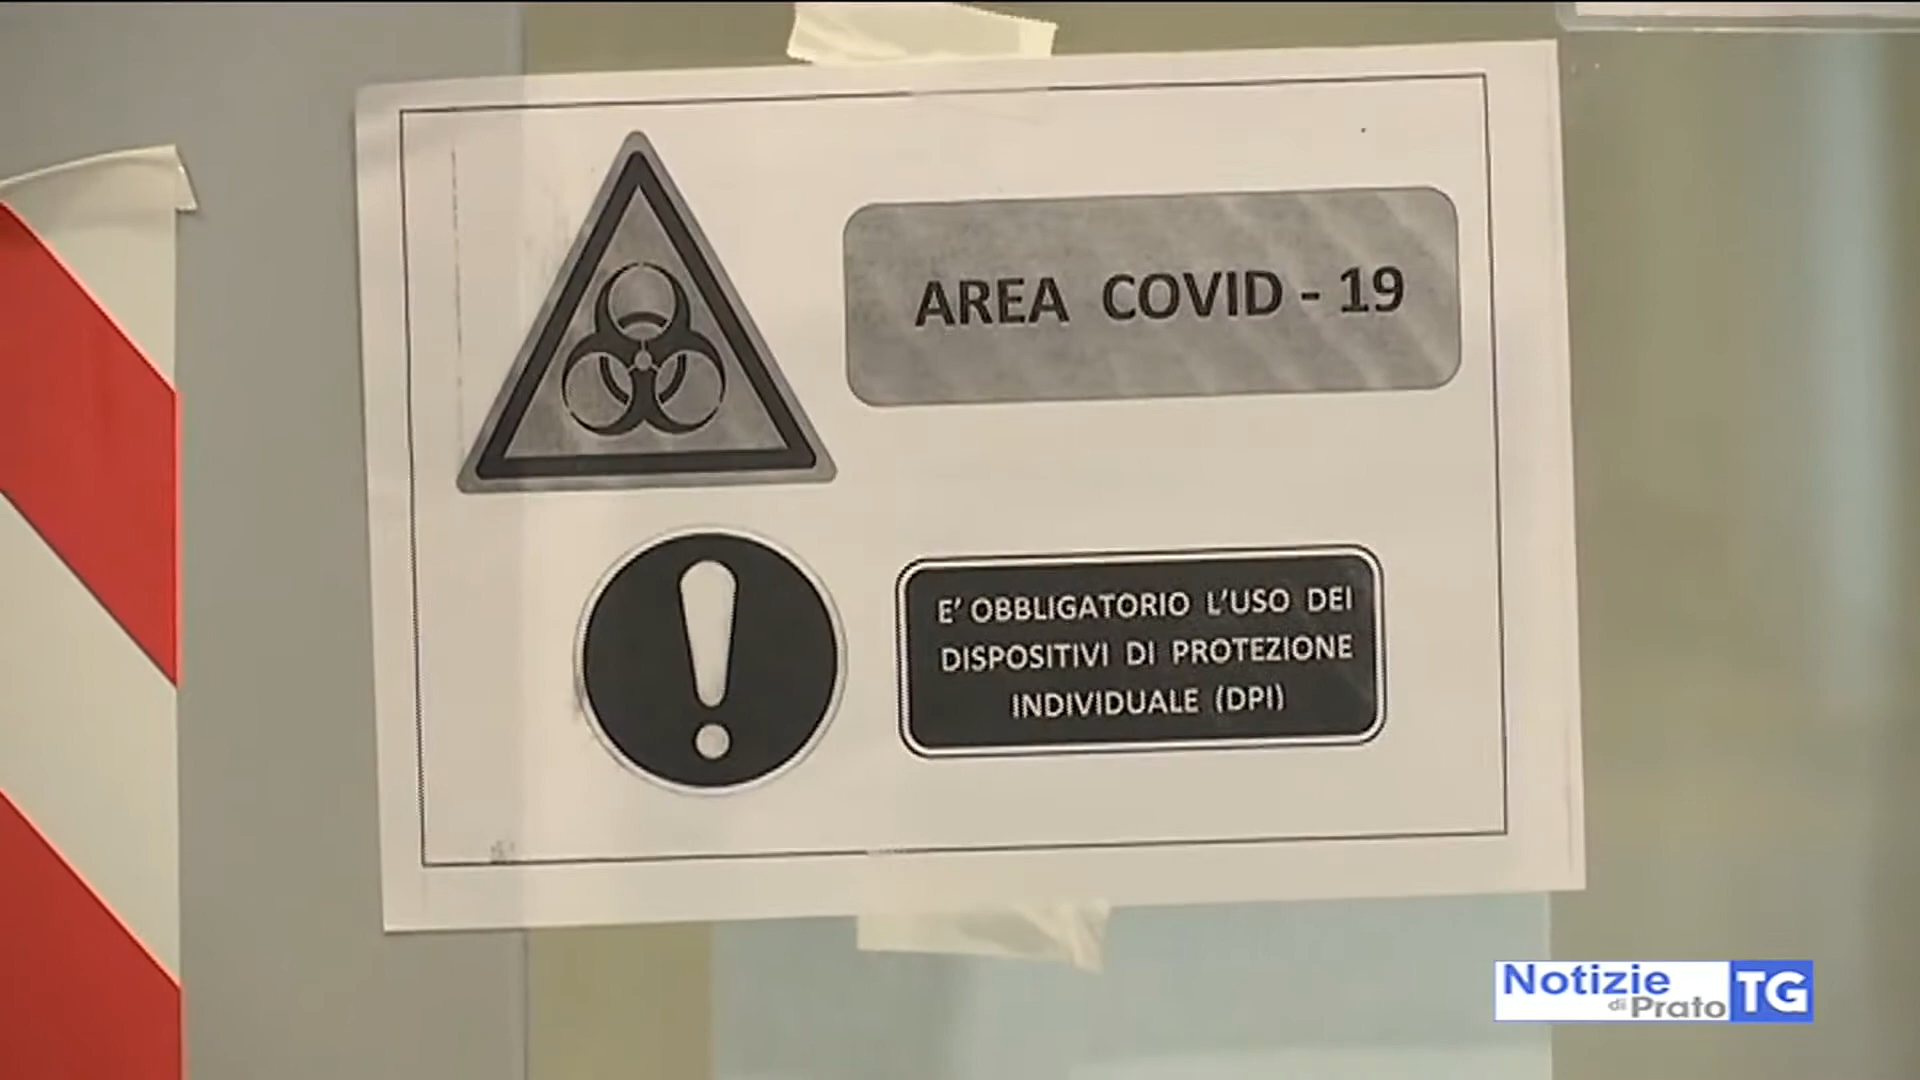 AREA COVID - 19
E' OBBLIGATORIO L'USO DEI
DISPOSITIVI DI PROTEZIONE
INDIVIDUALE (DPI)
Notizie
di Prato TG